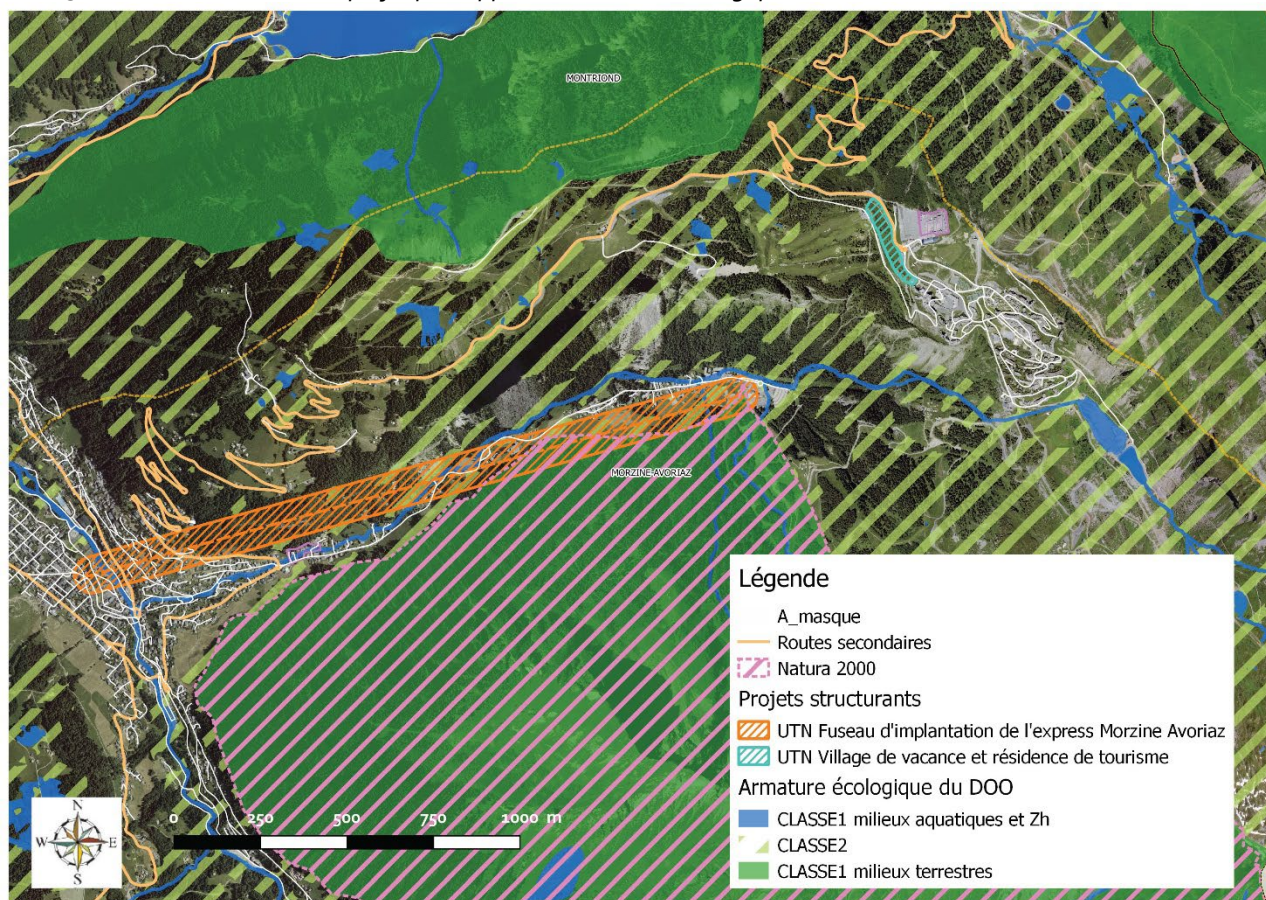 MONTRIOND
MORZINE-AVORIAZ
Légende
A_masque
Routes secondaires
Natura 2000
Projets structurants
UTN Fuseau d'implantation de l'express Morzine Avoriaz
UTN Village de vacance et résidence de tourisme
Armature écologique du DOO
CLASSE1 milieux aquatiques et Zh
CLASSE2
CLASSE1 milieux terrestres
0 250 500 750 1000 m
N
W E
S